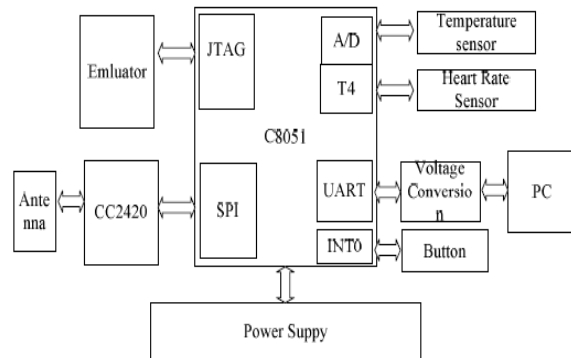 Emluator
JTAG
A/D
T4
Temperature
sensor
Heart Rate
Sensor
C8051
Ante
nna
CC2420
SPI
UART
INT0
Voltage
Conversio
n
PC
Button
Power Suppy